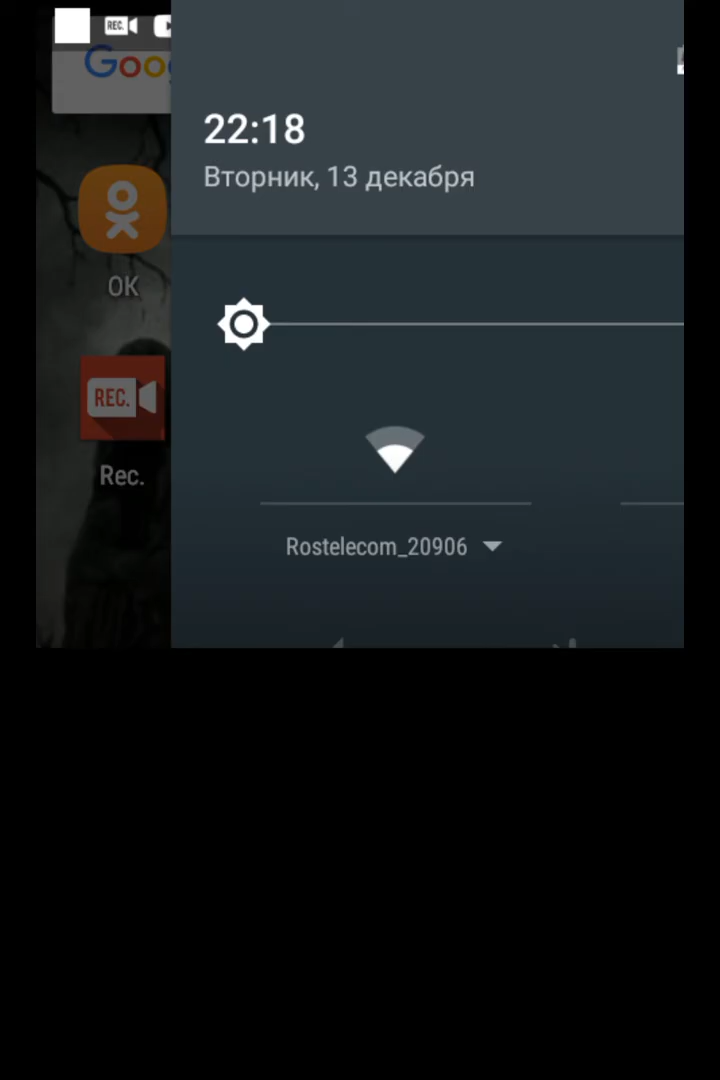 REC.
Goog
22:18
Вторник, 13 декабря
OK
REC.
Rec.
Rostelecom_20906